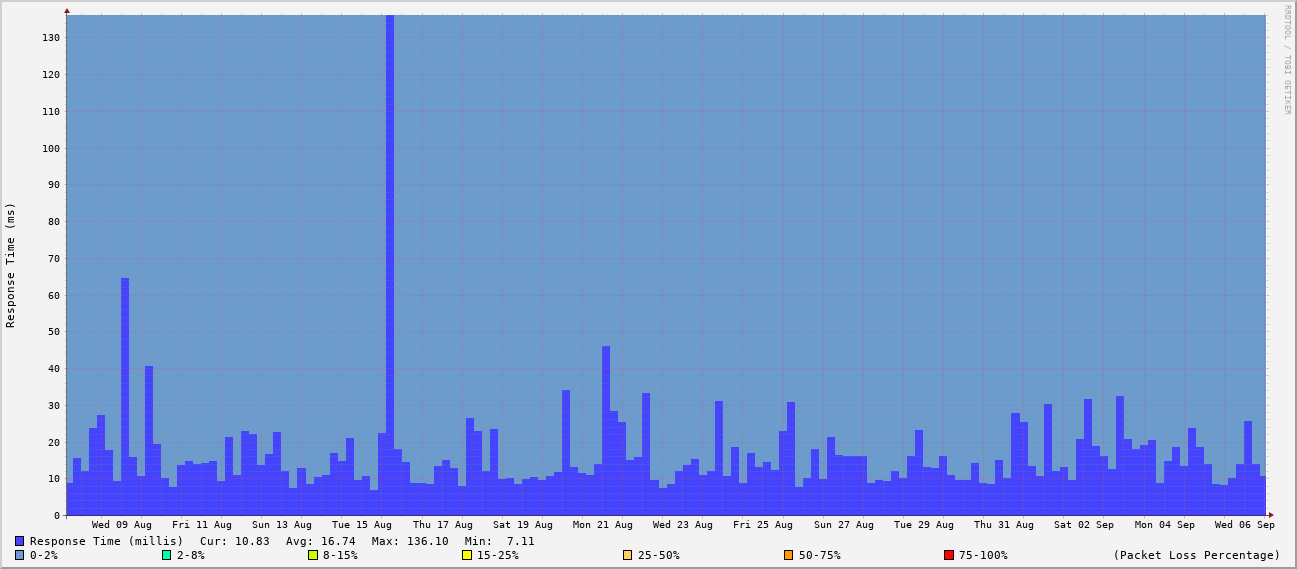 RRDTOOL / TOBI OETIKER
Response Time (ms)
130
120
110
100
90
80
70
60
50
40
30
20
10
0
Wed 09 Aug Fri 11 Aug Sun 13 Aug Tue 15 Aug Thu 17 Aug Sat 19 Aug Mon 21 Aug Wed 23 Aug Fri 25 Aug Sun 27 Aug Tue 29 Aug Thu 31 Aug Sat 02 Sep Mon 04 Sep Wed 06 Sep
Response Time (millis) Cur: 10.83 Avg: 16.74 Max: 136.10 Min: 7.11
0-2% 2-8% 8-15% 15-25% 25-50% 50-75% 75-100% (Packet Loss Percentage)